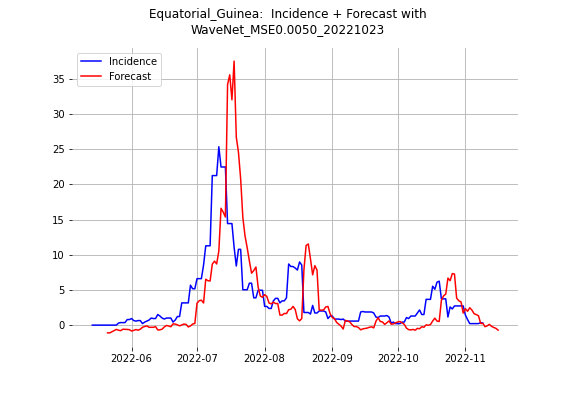 Equatorial_Guinea:  Incidence + Forecast with
WaveNet_MSE0.0050_20221023
Incidence
Forecast
35
30
25
20
15
10
5
0
2022-06 2022-07 2022-08 2022-09 2022-10 2022-11